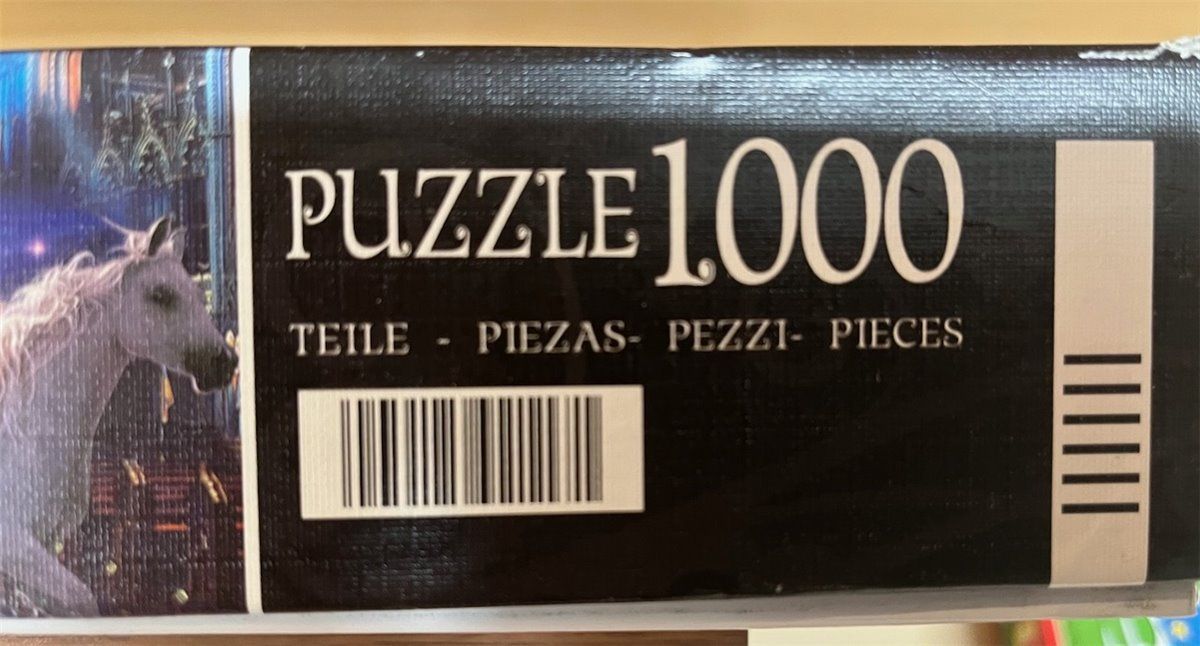 PUZZLE 1000
TEILE - PIEZAS- PEZZI- PIECES